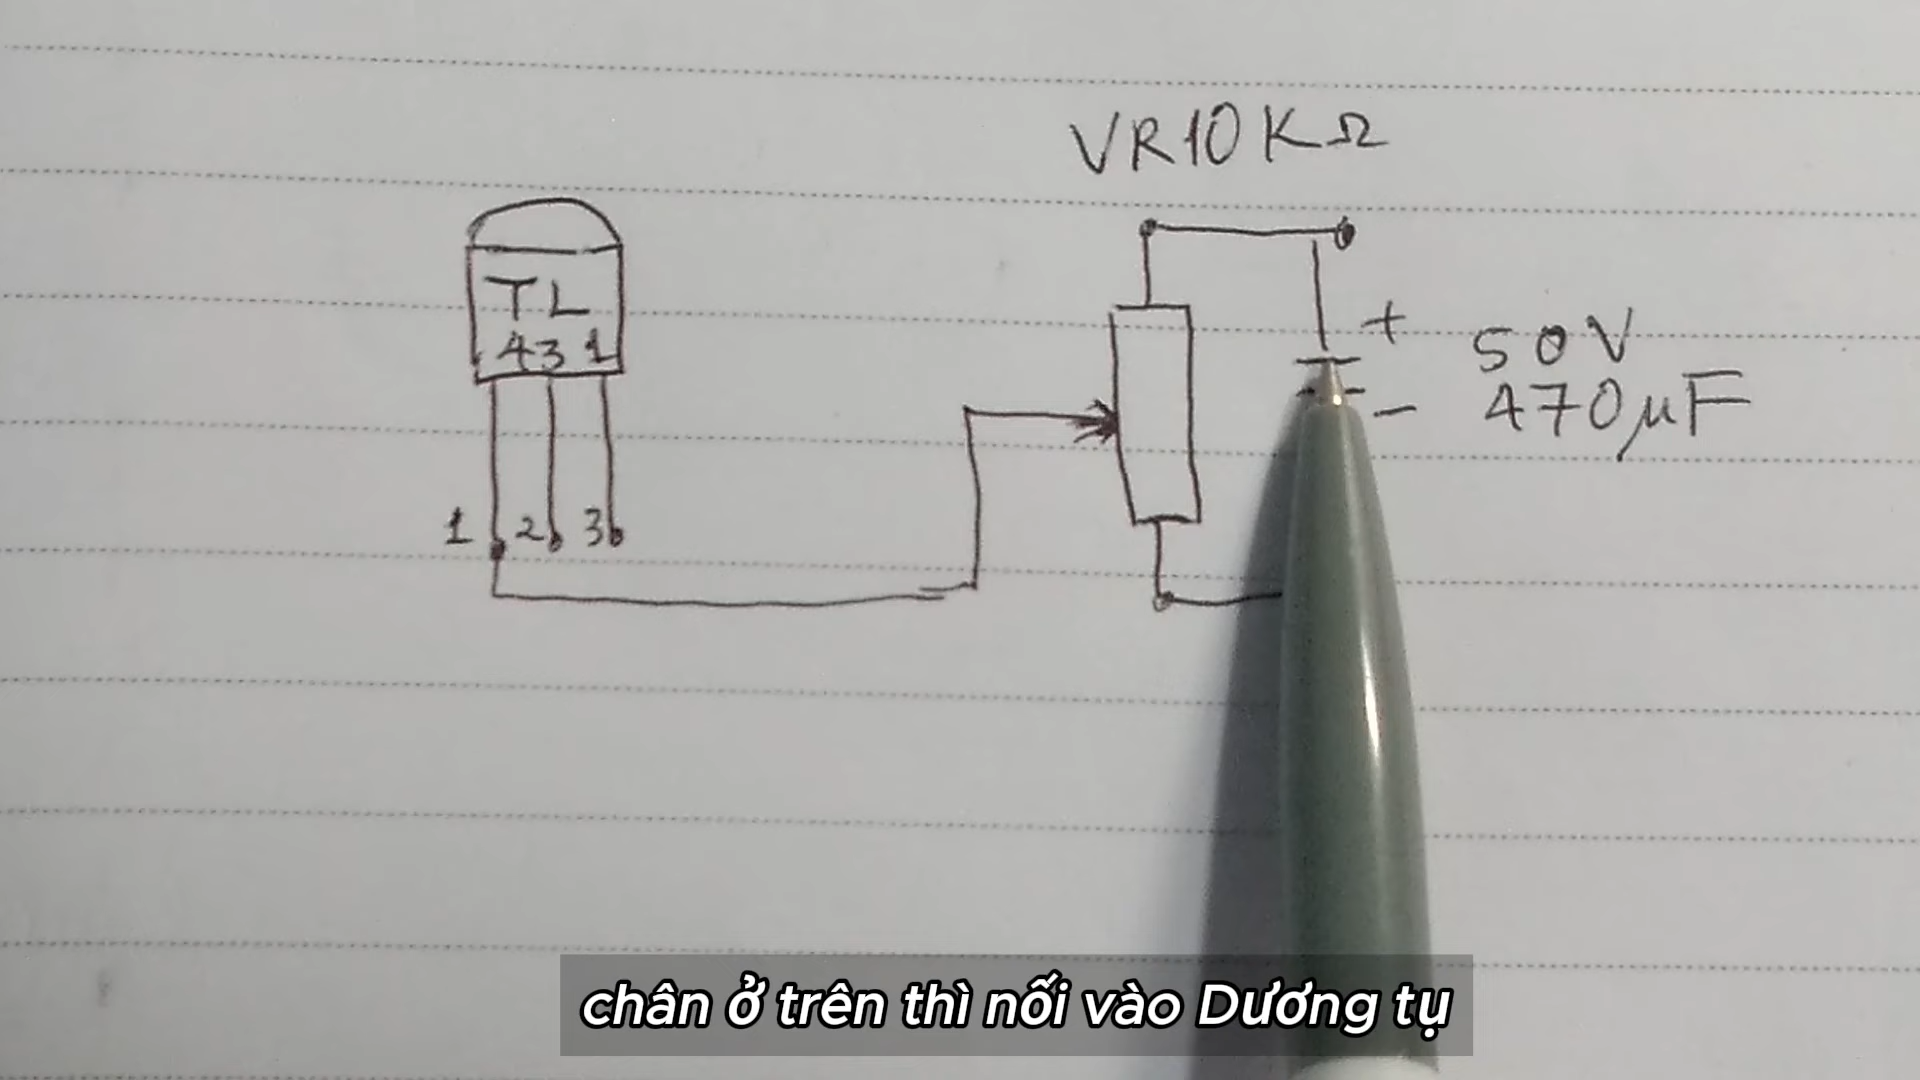 VR10KΩ
TL
431
+
50V
- 470µF
1 2 3
chân ở trên thì nối vào Dương tụ